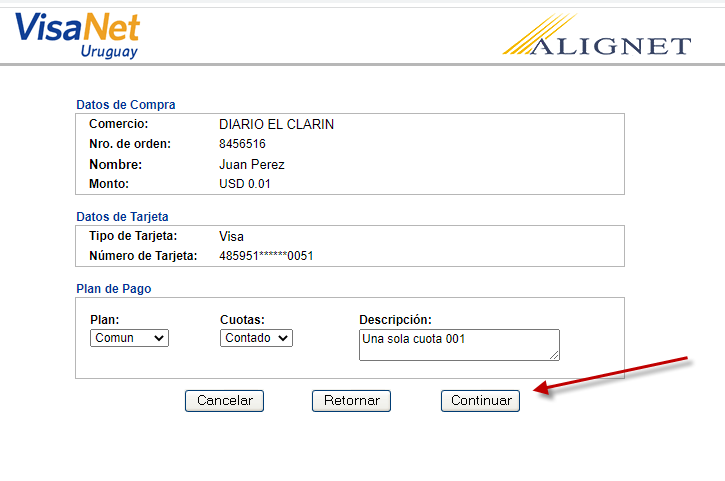 VisaNet
Uruguay
ALIGNET
Datos de Compra
Comercio: DIARIO EL CLARIN
Nro. de orden: 8456516
Nombre: Juan Perez
Monto: USD 0.01
Datos de Tarjeta
Tipo de Tarjeta: Visa
Número de Tarjeta: 485951******0051
Plan de Pago
Plan: Cuotas: Descripción:
Comun Contado Una sola cuota 001
Cancelar Retornar Continuar